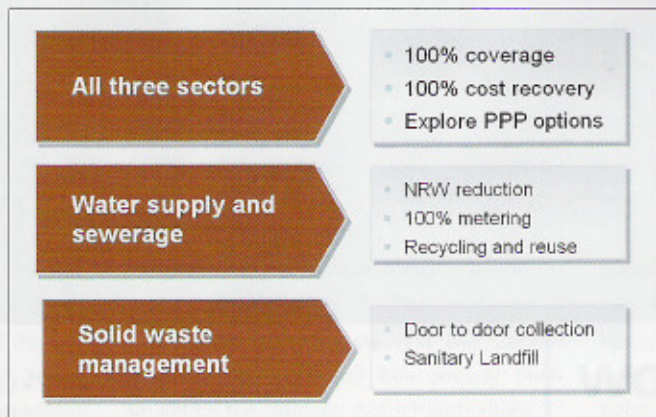 All three sectors
100% coverage
100% cost recovery
Explore PPP options
Water supply and
sewerage
NRW reduction
100% metering
Recycling and reuse
Solid waste
management
Door to door collection
Sanitary Landfill